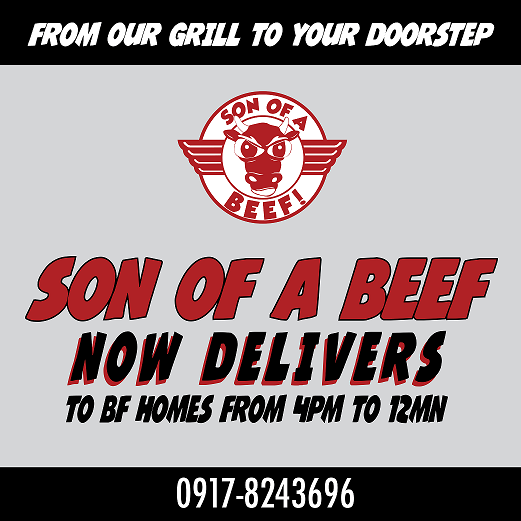 FROM OUR GRILL TO YOUR DOORSTEP
SON OF A
BEEF!
SON OF A BEEF
NOW DELIVERS
TO BF HOMES FROM 4PM TO 12MN
0917-8243696